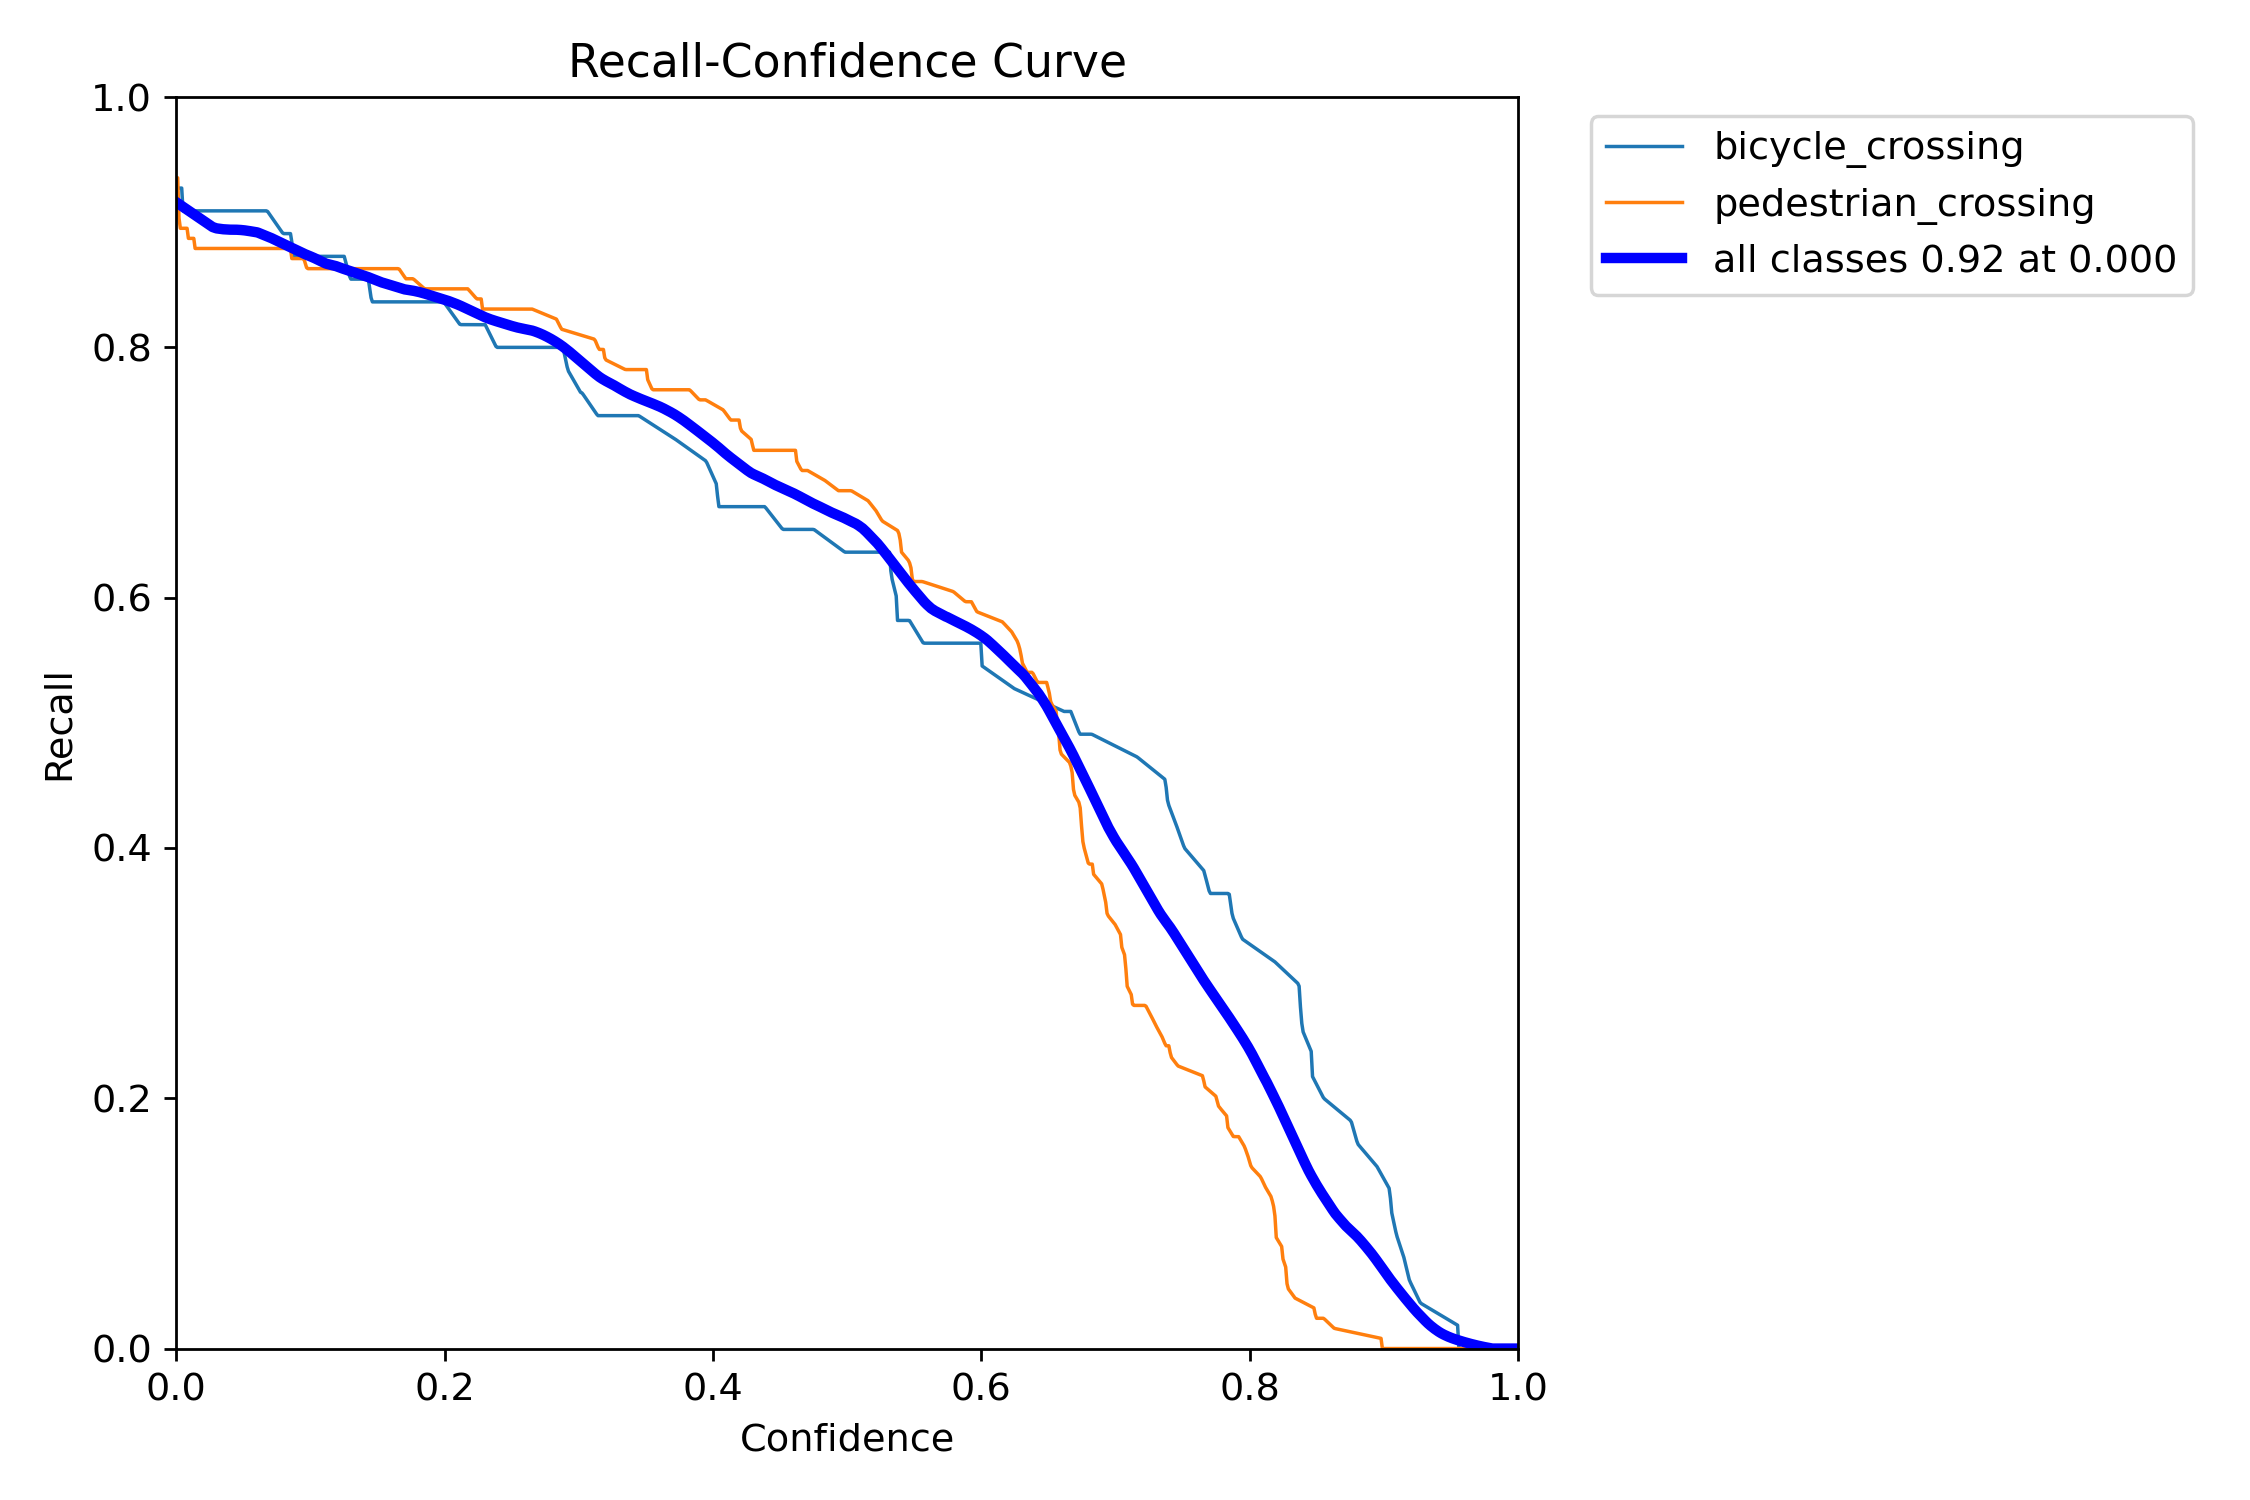 Recall-Confidence Curve
1.0
0.8
0.6
0.4
0.2
0.0
Recall
0.0 0.2 0.4 0.6 0.8 1.0
Confidence
bicycle_crossing
pedestrian_crossing
all classes 0.92 at 0.000